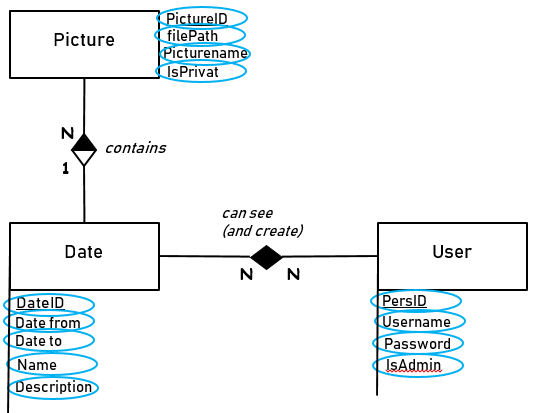 Picture
PictureID
filePath
Picturename
IsPrivat
N
1
contains
can see
(and create)
Date
User
N
N
DateID
Date from
Date to
Name
Description
PersID
Username
Password
IsAdmin